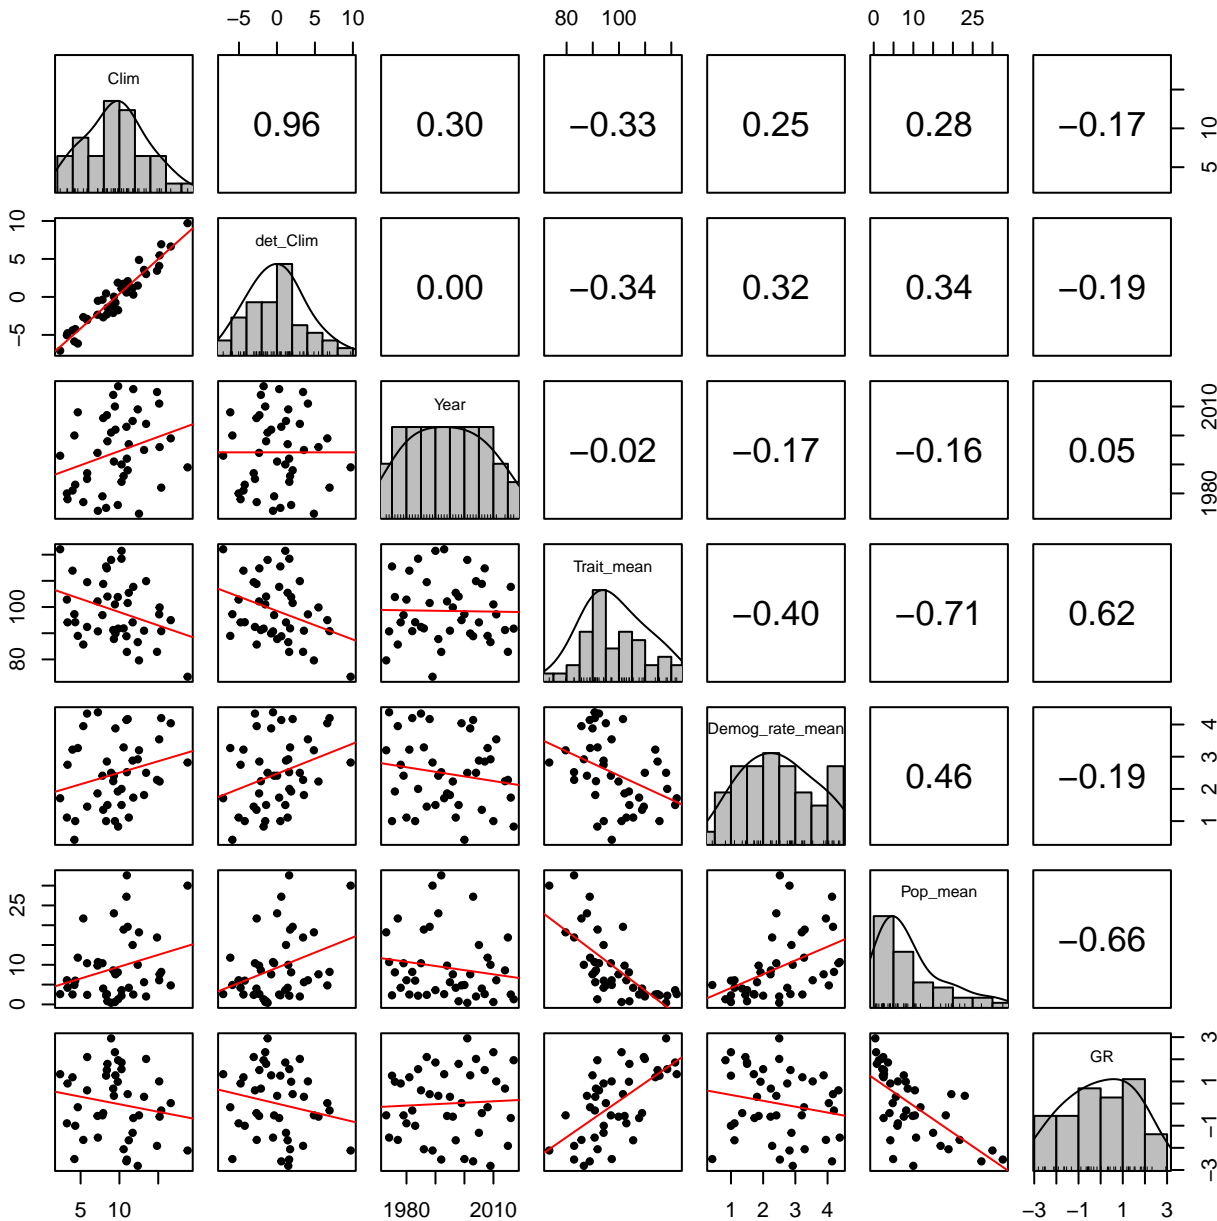 −5 0 5 10 80 100 0 5 15 25
Clim
0.96 0.30 −0.33 0.25 0.28 −0.17
5 10
−5 0 5 10
det_Clim
0.00 −0.34 0.32 0.34 −0.19
Year
−0.02 −0.17 −0.16 0.05
1980 2010
80 100
Trait_mean
−0.40 −0.71 0.62
Demog_rate_mean
0.46 −0.19
1 2 3 4
0 10 25
Pop_mean
−0.66
GR
−3 −1 1 3
5 10 1980 2010 1 2 3 4 −3 −1 1 3